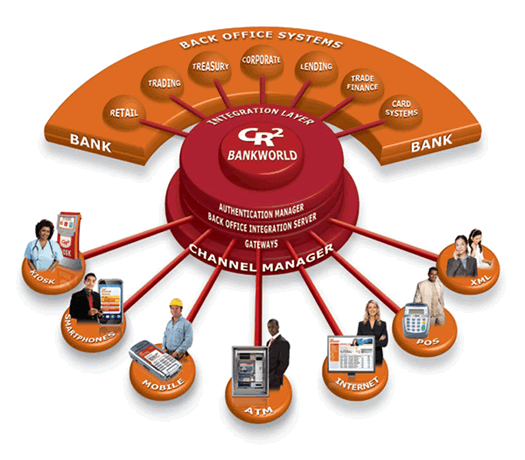 BACK OFFICE SYSTEMS
RETAIL
TRADING
TREASURY
CORPORATE
LENDING
TRADE
FINANCE
CARD
SYSTEMS
BANK
BANK
INTEGRATION LAYER
CR2
BANKWORLD
AUTHENTICATION MANAGER
BACK OFFICE INTEGRATION SERVER
GATEWAYS
CHANNEL MANAGER
KIOSK
SMARTPHONES
MOBILE
ATM
INTERNET
POS
XML